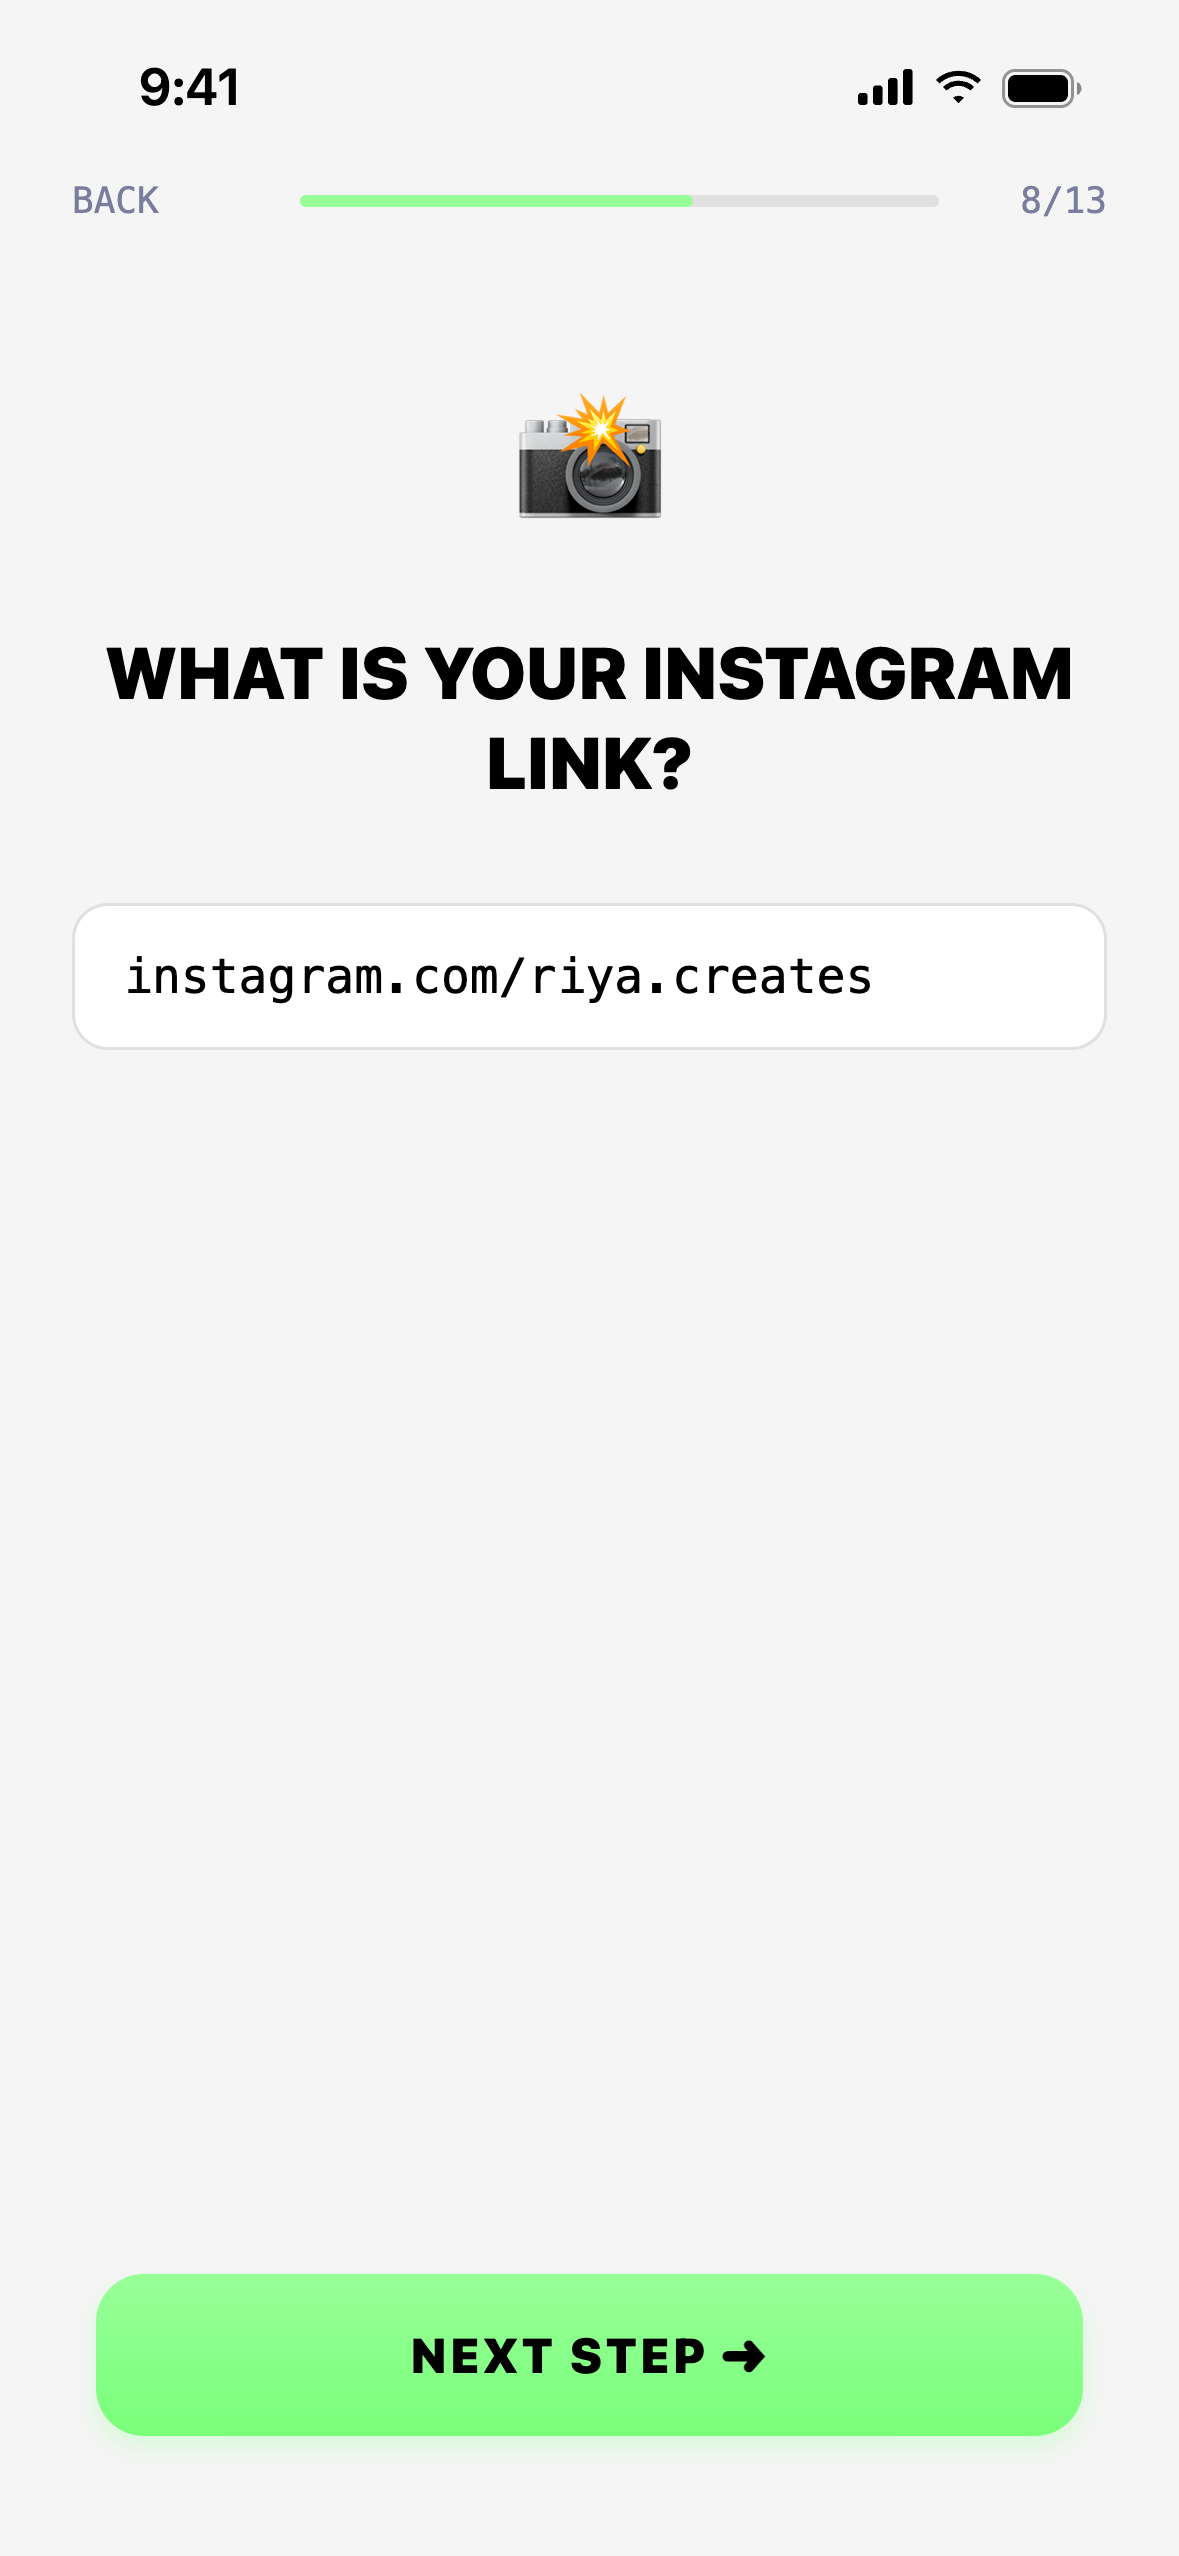 9:41
BACK
8/13
WHAT IS YOUR INSTAGRAM
LINK?
instagram.com/riya.creates
NEXT STEP ➜